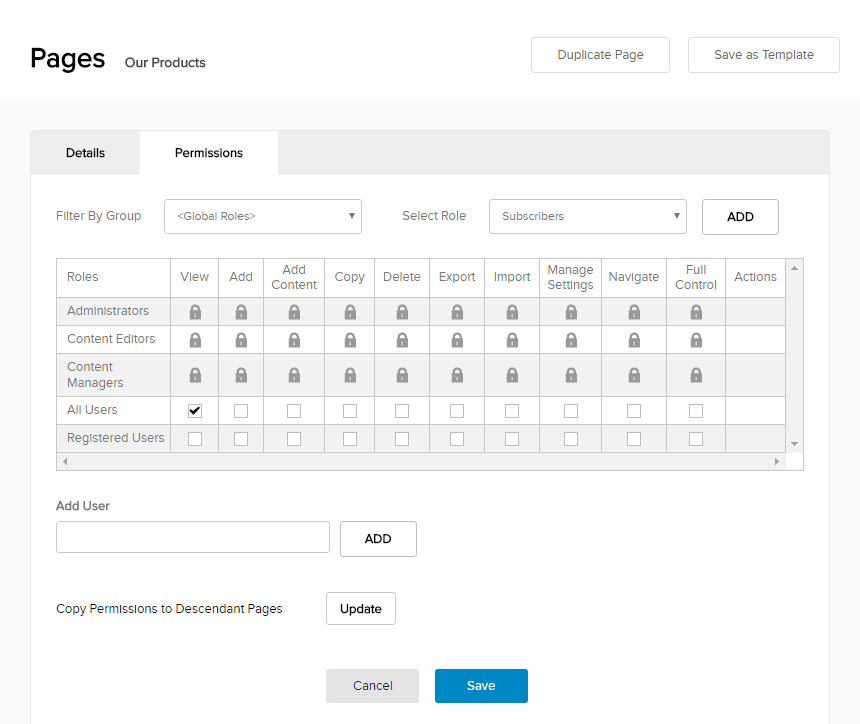 Pages Our Products
Duplicate Page
Save as Template
Details
Permissions
Filter By Group
<Global Roles>
Select Role
Subscribers
ADD
Roles
View
Add
Add
Content
Copy
Delete
Export
Import
Manage
Settings
Navigate
Full
Control
Actions
Administrators
Content Editors
Content
Managers
All Users
Registered Users
Add User
ADD
Copy Permissions to Descendant Pages
Update
Cancel
Save